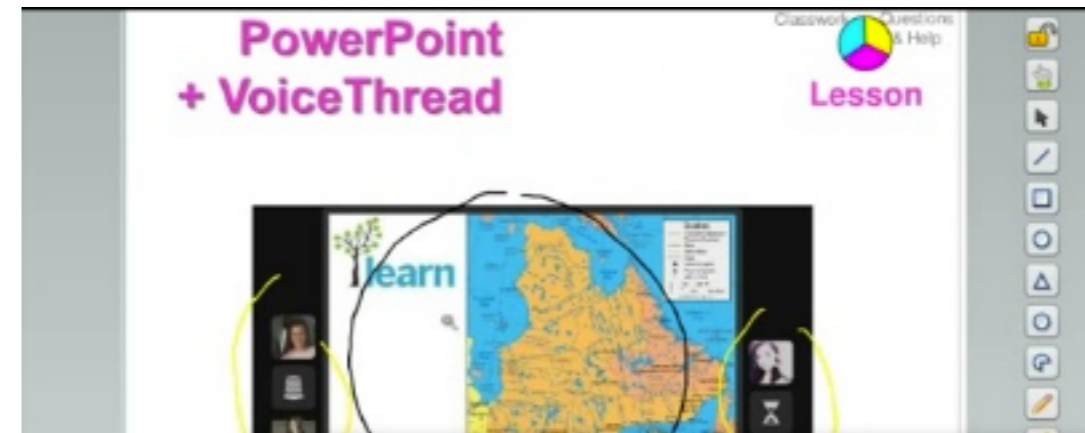 PowerPoint
+ VoiceThread
Classwork Questions
& Help
Lesson
learn